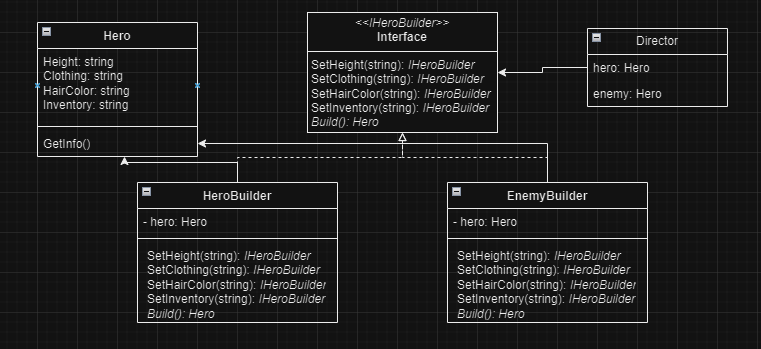 Hero
Height: string
Clothing: string
HairColor: string
Inventory: string
GetInfo()
<<IHeroBuilder>>
Interface
SetHeight(string): IHeroBuilder
SetClothing(string): IHeroBuilder
SetHairColor(string): IHeroBuilder
SetInventory(string): IHeroBuilder
Build(): Hero
Director
hero: Hero
enemy: Hero
HeroBuilder
- hero: Hero
SetHeight(string): IHeroBuilder
SetClothing(string): IHeroBuilder
SetHairColor(string): IHeroBuilder
SetInventory(string): IHeroBuilder
Build(): Hero
EnemyBuilder
- hero: Hero
SetHeight(string): IHeroBuilder
SetClothing(string): IHeroBuilder
SetHairColor(string): IHeroBuilder
SetInventory(string): IHeroBuilder
Build(): Hero